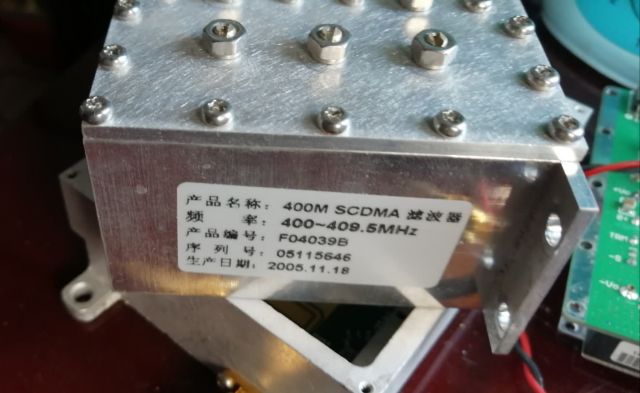 产品名称: 400M SCDMA 滤波器
频 率: 400~409.5MHz
产品编号: F04039B
序 列 号: 05115646
生产日期: 2005.11.18